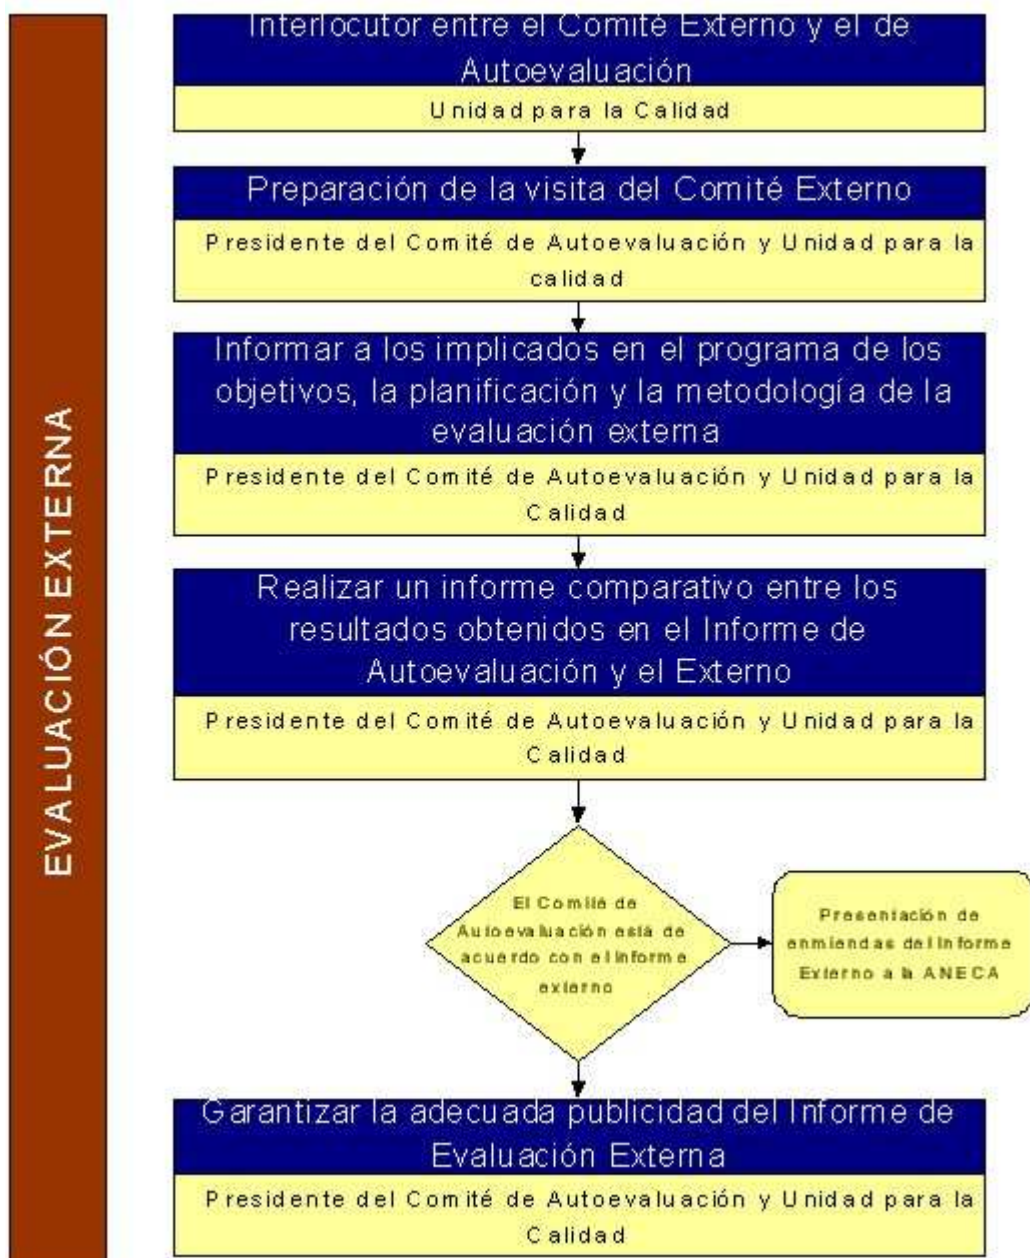 EVALUACIÓN EXTERNA
Interlocutor entre el Comité Externo y el de
Autoevaluación
Unidad para la Calidad
Preparación de la visita del Comité Externo
Presidente del Comité de Autoevaluación y Unidad para la
calidad
Informar a los implicados en el programa de los
objetivos, la planificación y la metodología de la
evaluación externa
Presidente del Comité de Autoevaluación y Unidad para la
Calidad
Realizar un informe comparativo entre los
resultados obtenidos en el Informe de
Autoevaluación y el Externo
Presidente del Comité de Autoevaluación y Unidad para la
Calidad
El Comité de
Autoevaluación está de
acuerdo con el Informe
externo
Presentación de
enmiendas del Informe
Externo a la ANECA
Garantizar la adecuada publicidad del Informe de
Evaluación Externa
Presidente del Comité de Autoevaluación y Unidad para la
Calidad